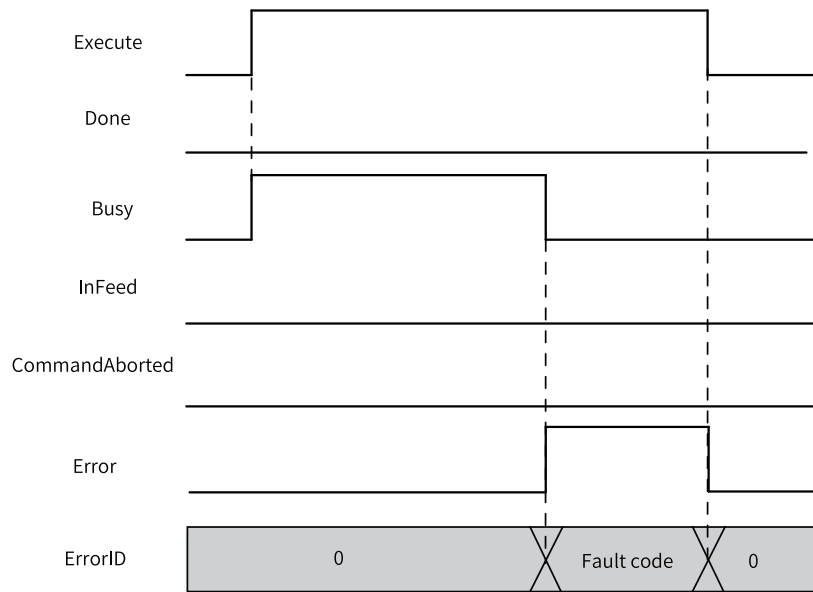 Execute
Done
Busy
InFeed
CommandAborted
Error
ErrorID 0 Fault code 0